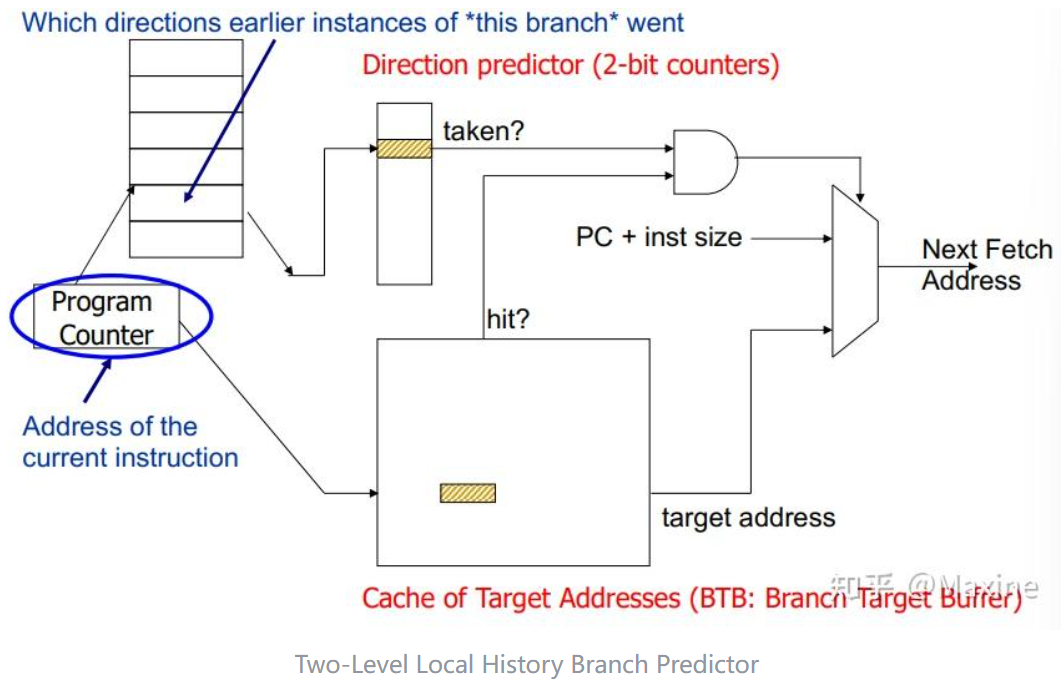 Which directions earlier instances of *this branch* went
Direction predictor (2-bit counters)
taken?
PC + inst size
Next Fetch
Address
Program
Counter
hit?
Address of the
current instruction
target address
知乎 @Maxine
Cache of Target Addresses (BTB: Branch Target Buffer)
Two-Level Local History Branch Predictor